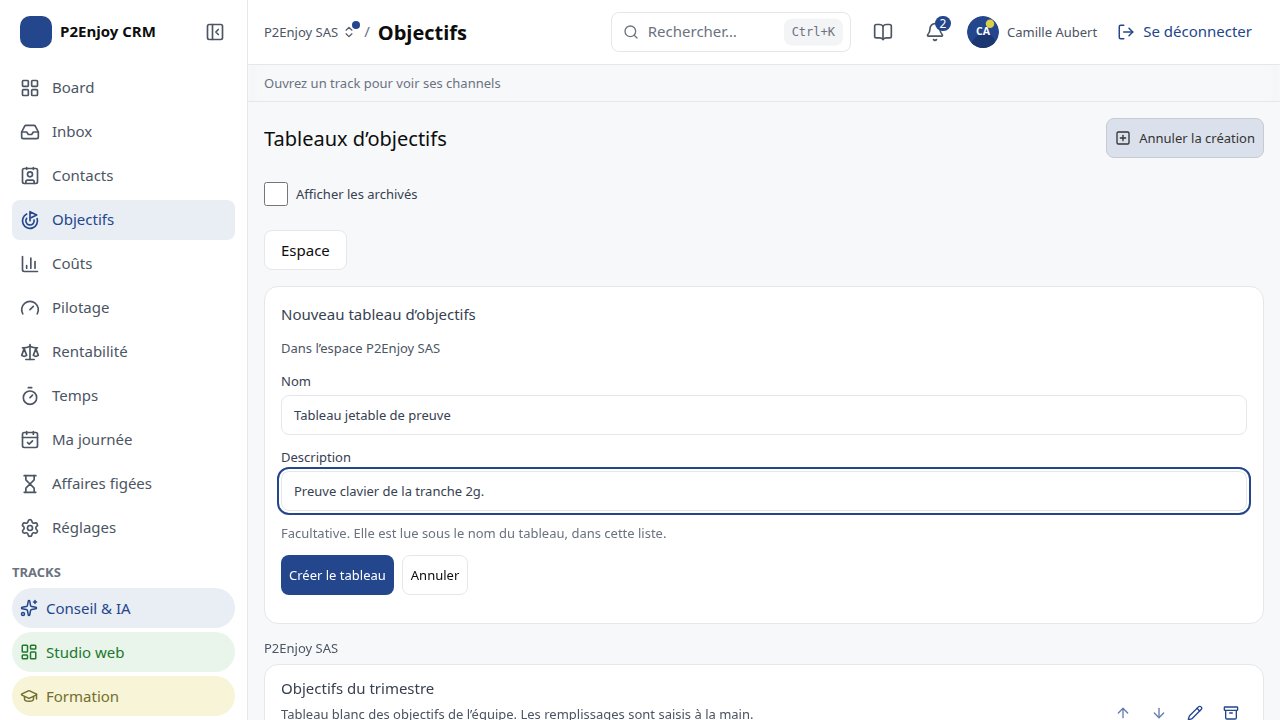 P2Enjoy CRM
P2Enjoy SAS / Objectifs
Rechercher... Ctrl+K
2
CA Camille Aubert
Se déconnecter
Board
Inbox
Contacts
Objectifs
Coûts
Pilotage
Rentabilité
Temps
Ma journée
Affaires figées
Réglages
TRACKS
Conseil & IA
Studio web
Formation
Ouvrez un track pour voir ses channels
Tableaux d’objectifs
Annuler la création
Afficher les archivés
Espace
Nouveau tableau d’objectifs
Dans l’espace P2Enjoy SAS
Nom
Tableau jetable de preuve
Description
Preuve clavier de la tranche 2g.
Facultative. Elle est lue sous le nom du tableau, dans cette liste.
Créer le tableau Annuler
P2Enjoy SAS
Objectifs du trimestre
Tableau blanc des objectifs de l’équipe. Les remplissages sont saisis à la main.